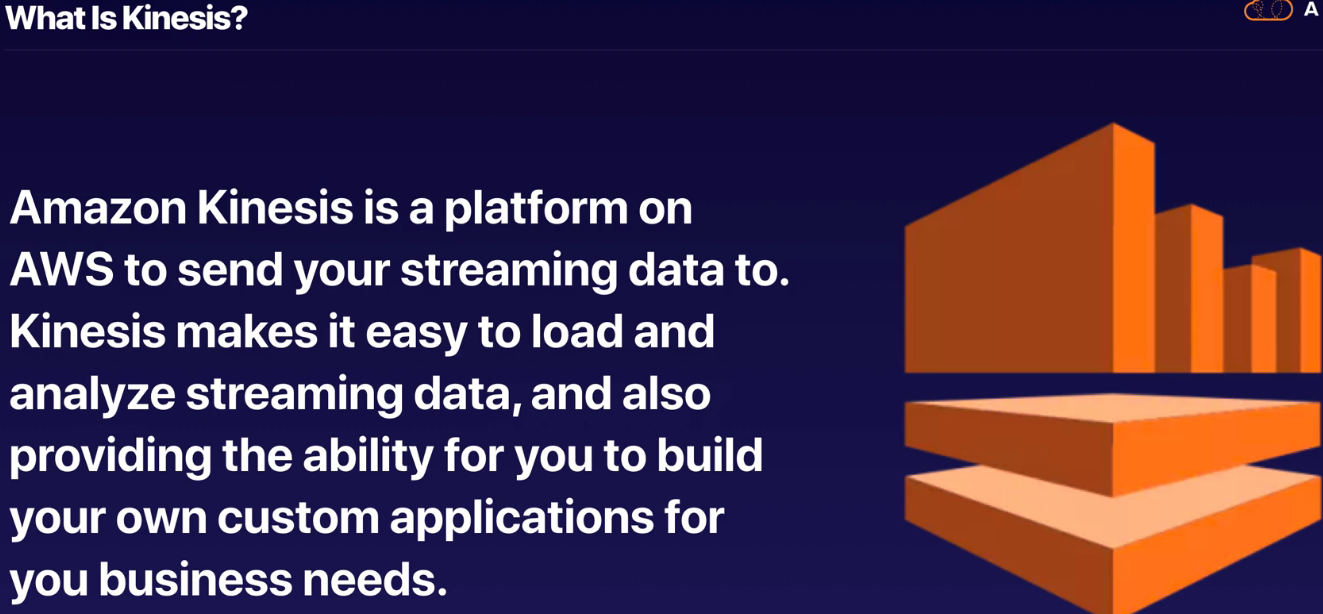 What Is Kinesis?
A
Amazon Kinesis is a platform on
AWS to send your streaming data to.
Kinesis makes it easy to load and
analyze streaming data, and also
providing the ability for you to build
your own custom applications for
you business needs.